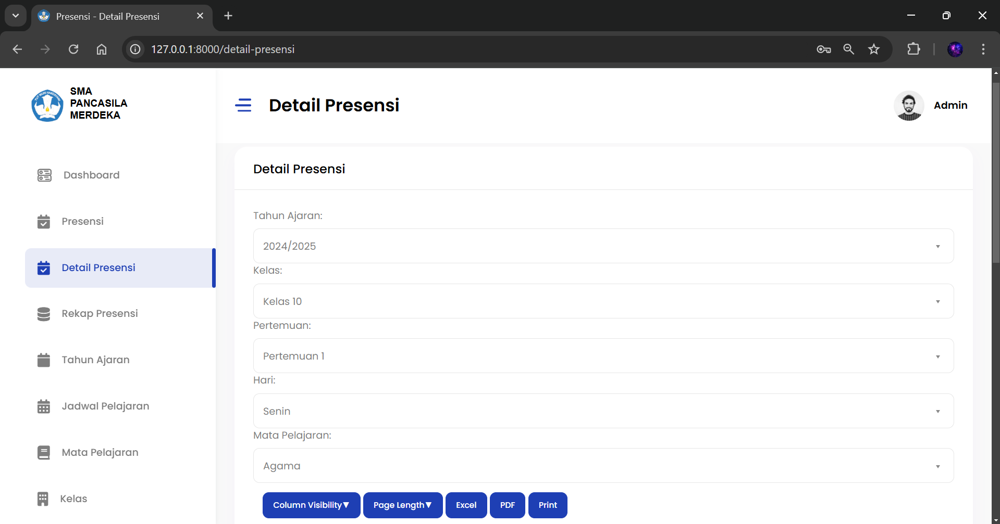 Presensi - Detail Presensi
127.0.0.1:8000/detail-presensi
SMA
PANCASILA
MERDEKA
Detail Presensi
Admin
Dashboard
Presensi
Detail Presensi
Rekap Presensi
Tahun Ajaran
Jadwal Pelajaran
Mata Pelajaran
Kelas
Detail Presensi
Tahun Ajaran:
2024/2025
Kelas:
Kelas 10
Pertemuan:
Pertemuan 1
Hari:
Senin
Mata Pelajaran:
Agama
Column Visibility▼ Page Length▼ Excel PDF Print